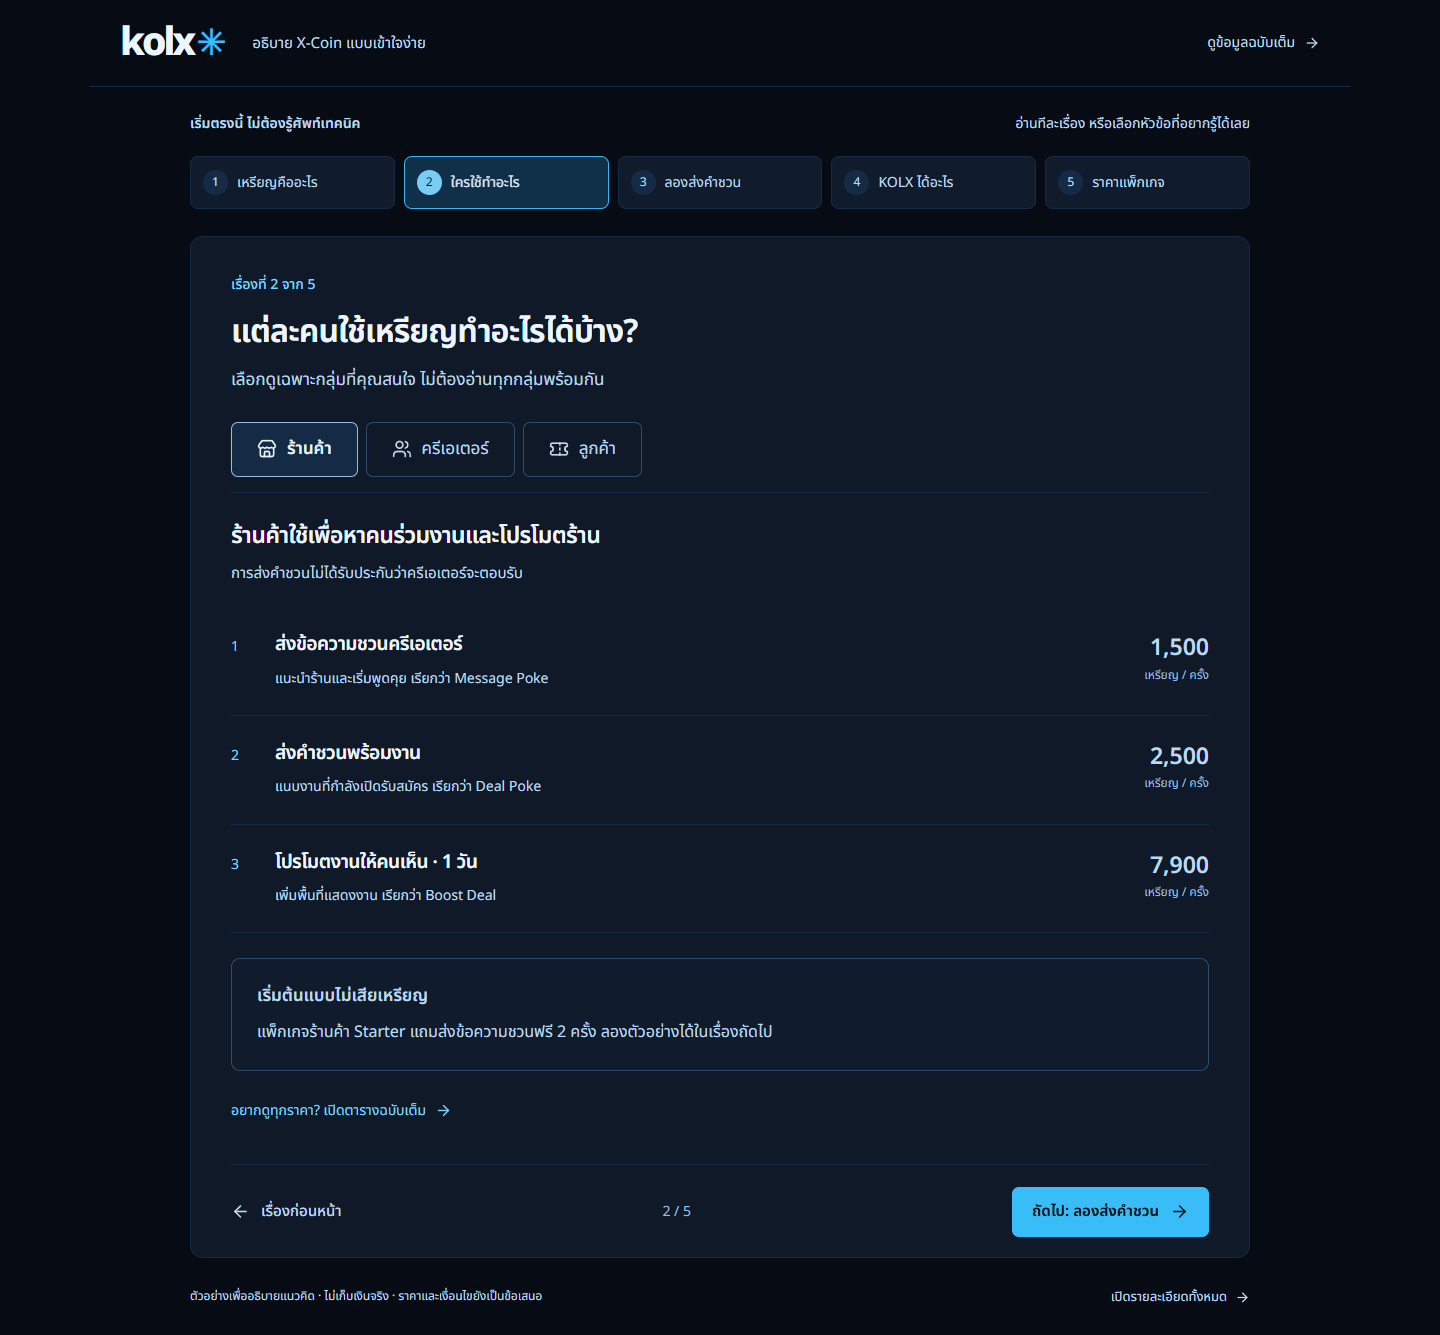 kolx
อธิบาย X-Coin แบบเข้าใจง่าย
ดูข้อมูลฉบับเต็ม
เริ่มตรงนี้ ไม่ต้องรู้ศัพท์เทคนิค
อ่านทีละเรื่อง หรือเลือกหัวข้อที่อยากรู้ได้เลย
1 เหรียญคืออะไร
2 ใครใช้ทำอะไร
3 ลองส่งคำชวน
4 KOLX ได้อะไร
5 ราคาแพ็กเกจ
เรื่องที่ 2 จาก 5
แต่ละคนใช้เหรียญทำอะไรได้บ้าง?
เลือกดูเฉพาะกลุ่มที่คุณสนใจ ไม่ต้องอ่านทุกกลุ่มพร้อมกัน
ร้านค้า
ครีเอเตอร์
ลูกค้า
ร้านค้าใช้เพื่อหาคนร่วมงานและโปรโมตร้าน
การส่งคำชวนไม่ได้รับประกันว่าครีเอเตอร์จะตอบรับ
1 ส่งข้อความชวนครีเอเตอร์
1,500
แนะนำร้านและเริ่มพูดคุย เรียกว่า Message Poke
เหรียญ / ครั้ง
2 ส่งคำชวนพร้อมงาน
2,500
แนบงานที่กำลังเปิดรับสมัคร เรียกว่า Deal Poke
เหรียญ / ครั้ง
3 โปรโมตงานให้คนเห็น · 1 วัน
7,900
เพิ่มพื้นที่แสดงงาน เรียกว่า Boost Deal
เหรียญ / ครั้ง
เริ่มต้นแบบไม่เสียเหรียญ
แพ็กเกจร้านค้า Starter แถมส่งข้อความชวนฟรี 2 ครั้ง ลองตัวอย่างได้ในเรื่องถัดไป
อยากดูทุกราคา? เปิดตารางฉบับเต็ม
เรื่องก่อนหน้า
2 / 5
ถัดไป: ลองส่งคำชวน
ตัวอย่างเพื่ออธิบายแนวคิด · ไม่เก็บเงินจริง · ราคาและเงื่อนไขยังเป็นข้อเสนอ
เปิดรายละเอียดทั้งหมด